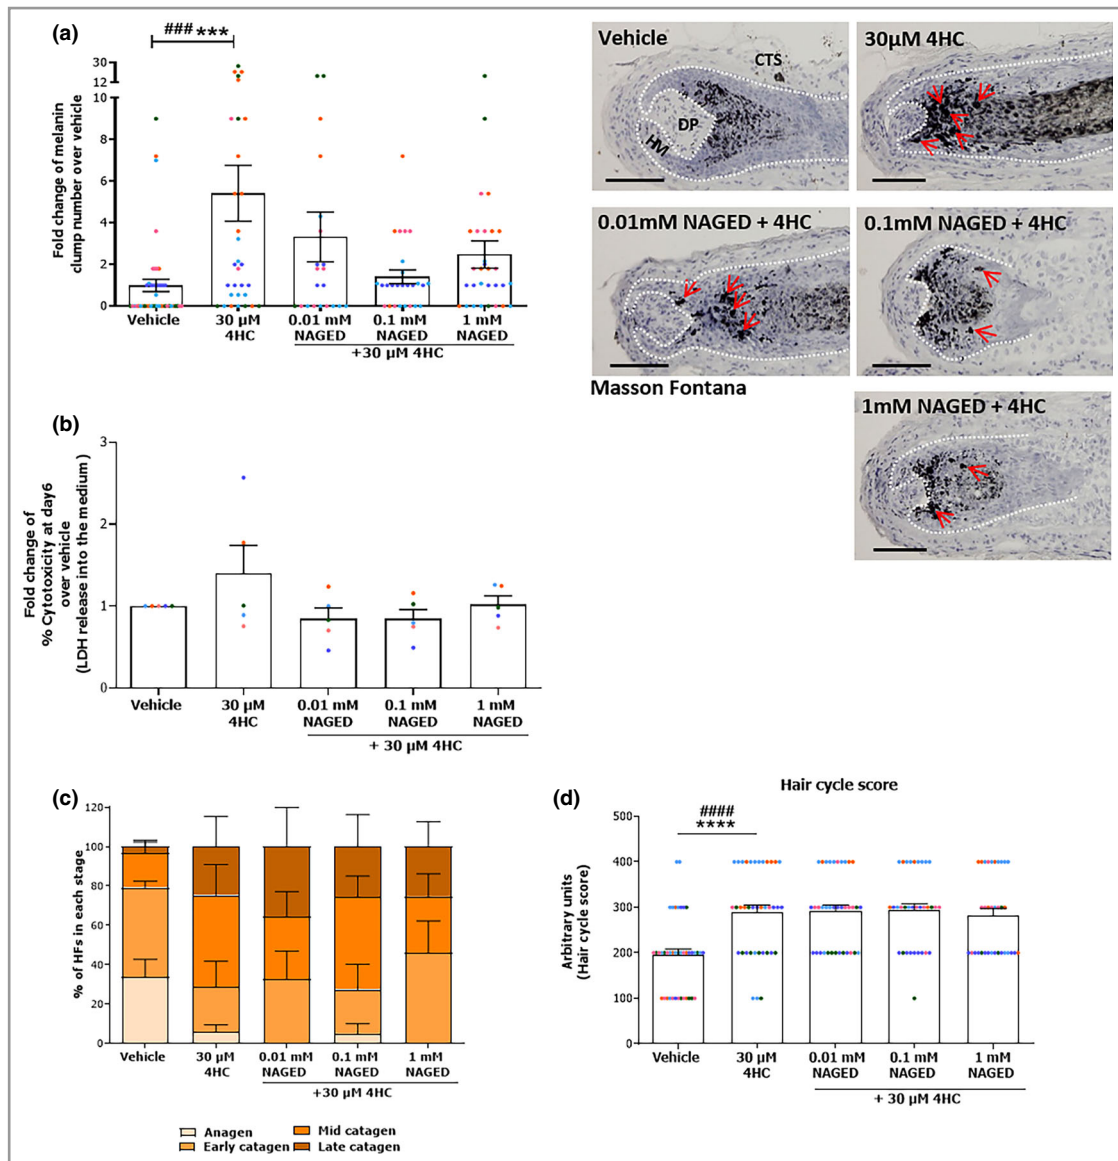 (a)
### ***
Fold change of melanin
clump number over vehicle
30
12
10
8
6
4
2
0
Vehicle
30 µM
4HC
0.01 mM
NAGED
0.1 mM
NAGED
1 mM
NAGED
+30 µM 4HC
Vehicle
CTS
DP
HM
30µM 4HC
0.01mM NAGED + 4HC
0.1mM NAGED + 4HC
Masson Fontana
1mM NAGED + 4HC
(b)
Fold change of
% Cytotoxicity at day6
over vehicle
(LDH release into the medium)
3
2
1
0
Vehicle
30 µM
4HC
0.01 mM
NAGED
0.1 mM
NAGED
1 mM
NAGED
+ 30 µM 4HC
(c)
% of HFs in each stage
120
100
80
60
40
20
0
Vehicle
30 µM
4HC
0.01 mM
NAGED
0.1 mM
NAGED
1 mM
NAGED
+30 µM 4HC
Anagen
Early catagen
Mid catagen
Late catagen
(d)
Hair cycle score
####
****
Arbitrary units
(Hair cycle score)
500
400
300
200
100
0
Vehicle
30 µM
4HC
0.01 mM
NAGED
0.1 mM
NAGED
1 mM
NAGED
+ 30 µM 4HC